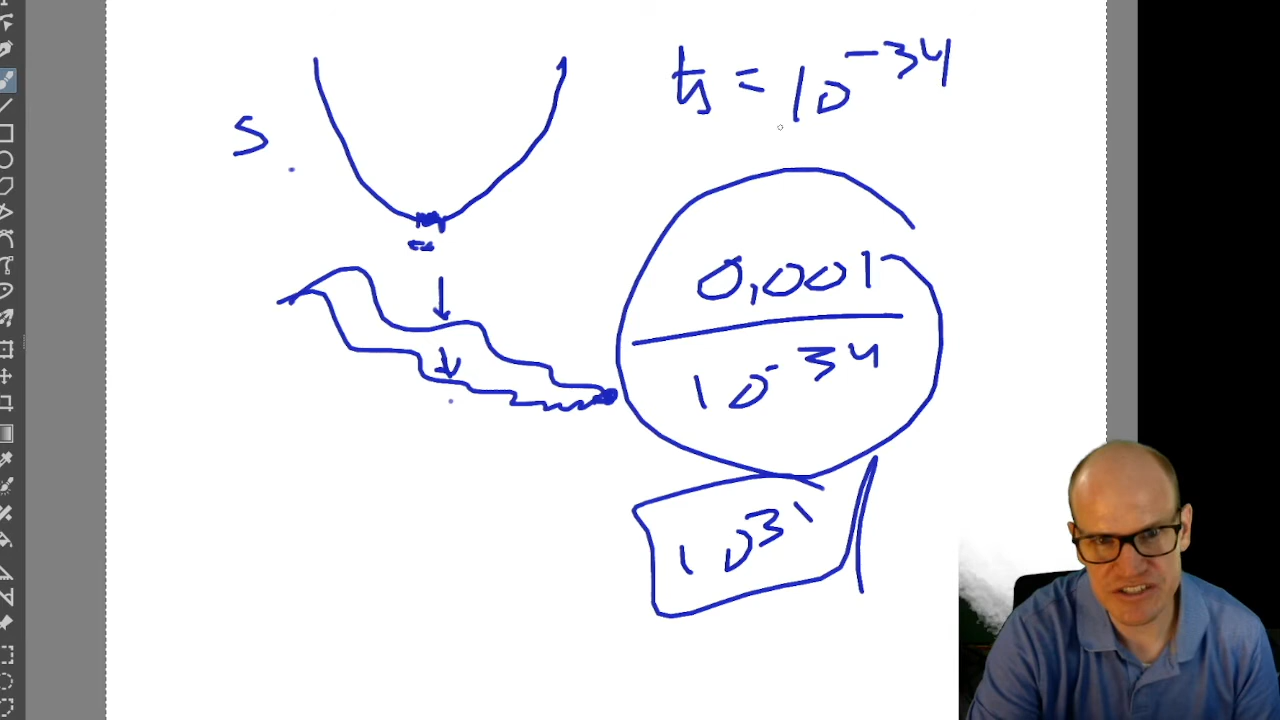 ħ = 10⁻³⁴
S
0,001
10⁻³⁴
10³¹